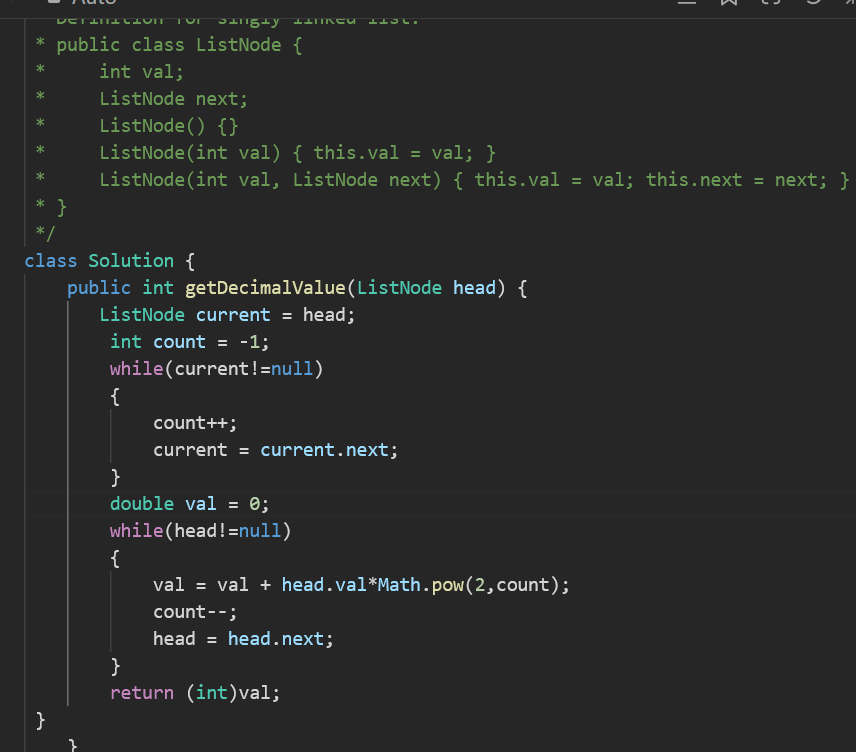 Auto
Definition for singly-linked list.
* public class ListNode {
*     int val;
*     ListNode next;
*     ListNode() {}
*     ListNode(int val) { this.val = val; }
*     ListNode(int val, ListNode next) { this.val = val; this.next = next; }
* }
*/
class Solution {
    public int getDecimalValue(ListNode head) {
       ListNode current = head;
        int count = -1;
        while(current!=null)
        {
            count++;
            current = current.next;
        }
        double val = 0;
        while(head!=null)
        {
            val = val + head.val*Math.pow(2,count);
            count--;
            head = head.next;
        }
        return (int)val;
 }
    }